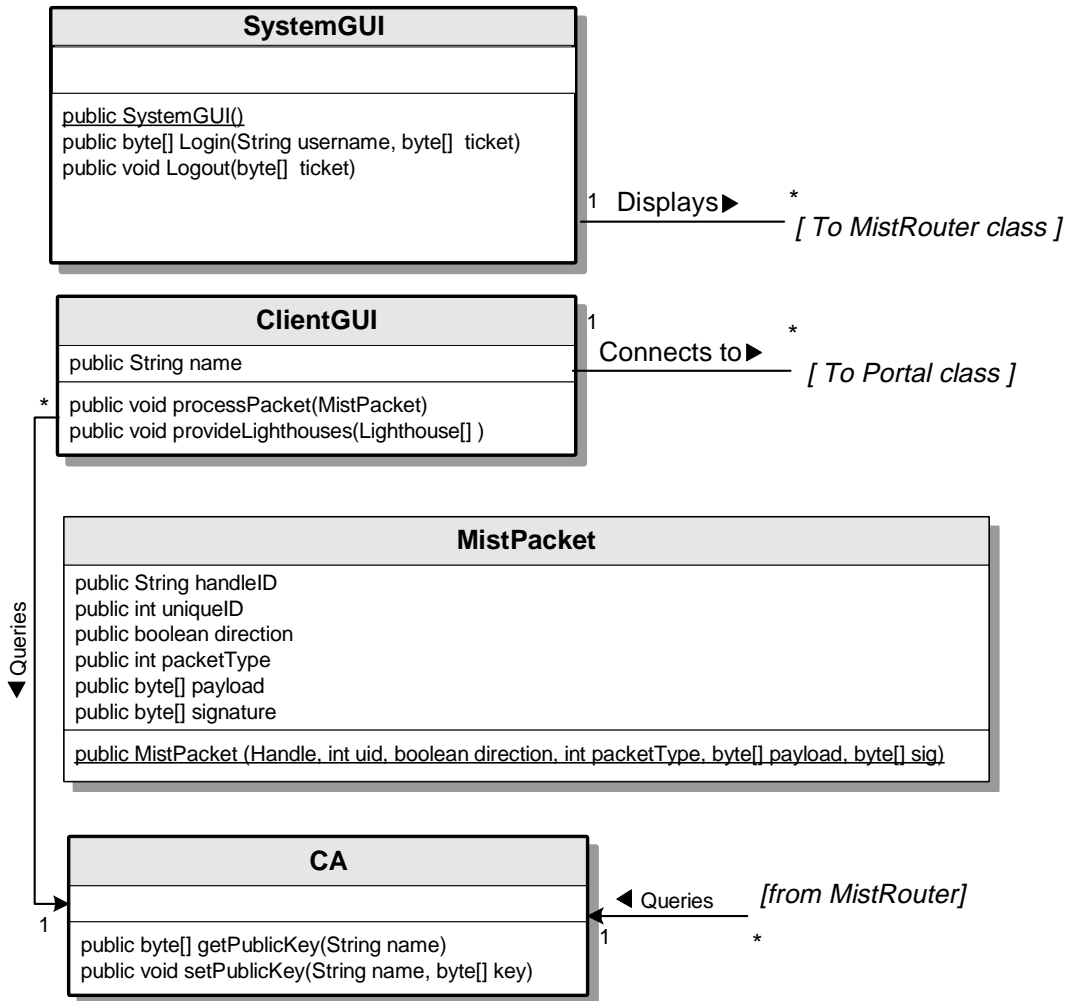 SystemGUI
public SystemGUI()
public byte[] Login(String username, byte[]  ticket)
public void Logout(byte[]  ticket)
1 Displays▶ *
[ To MistRouter class ]
ClientGUI
public String name
public void processPacket(MistPacket)
public void provideLighthouses(Lighthouse[] )
1
Connects to▶ *
[ To Portal class ]
*
◀ Queries
1
MistPacket
public String handleID
public int uniqueID
public boolean direction
public int packetType
public byte[] payload
public byte[] signature
public MistPacket (Handle, int uid, boolean direction, int packetType, byte[] payload, byte[] sig)
CA
public byte[] getPublicKey(String name)
public void setPublicKey(String name, byte[] key)
◀ Queries [from MistRouter]
1 *